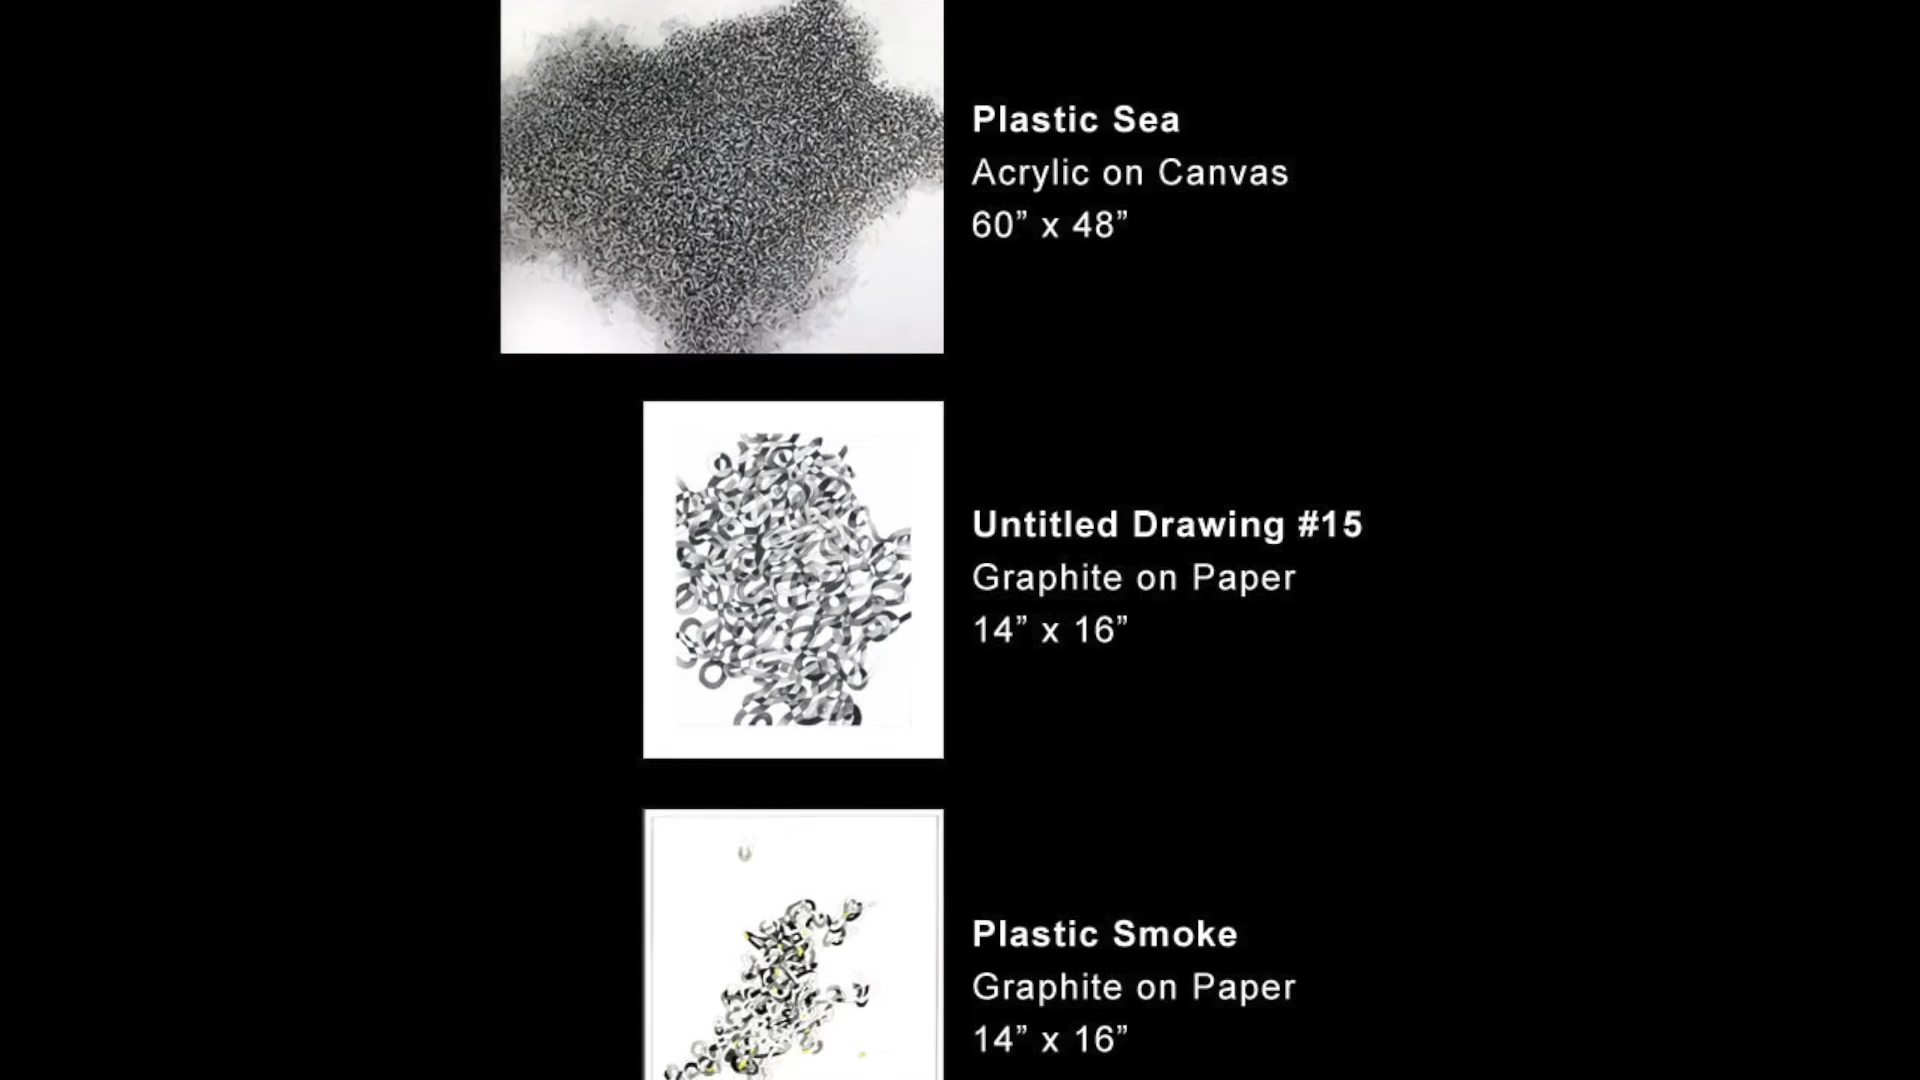 Plastic Sea
Acrylic on Canvas
60” x 48”
Untitled Drawing #15
Graphite on Paper
14” x 16”
Plastic Smoke
Graphite on Paper
14” x 16”